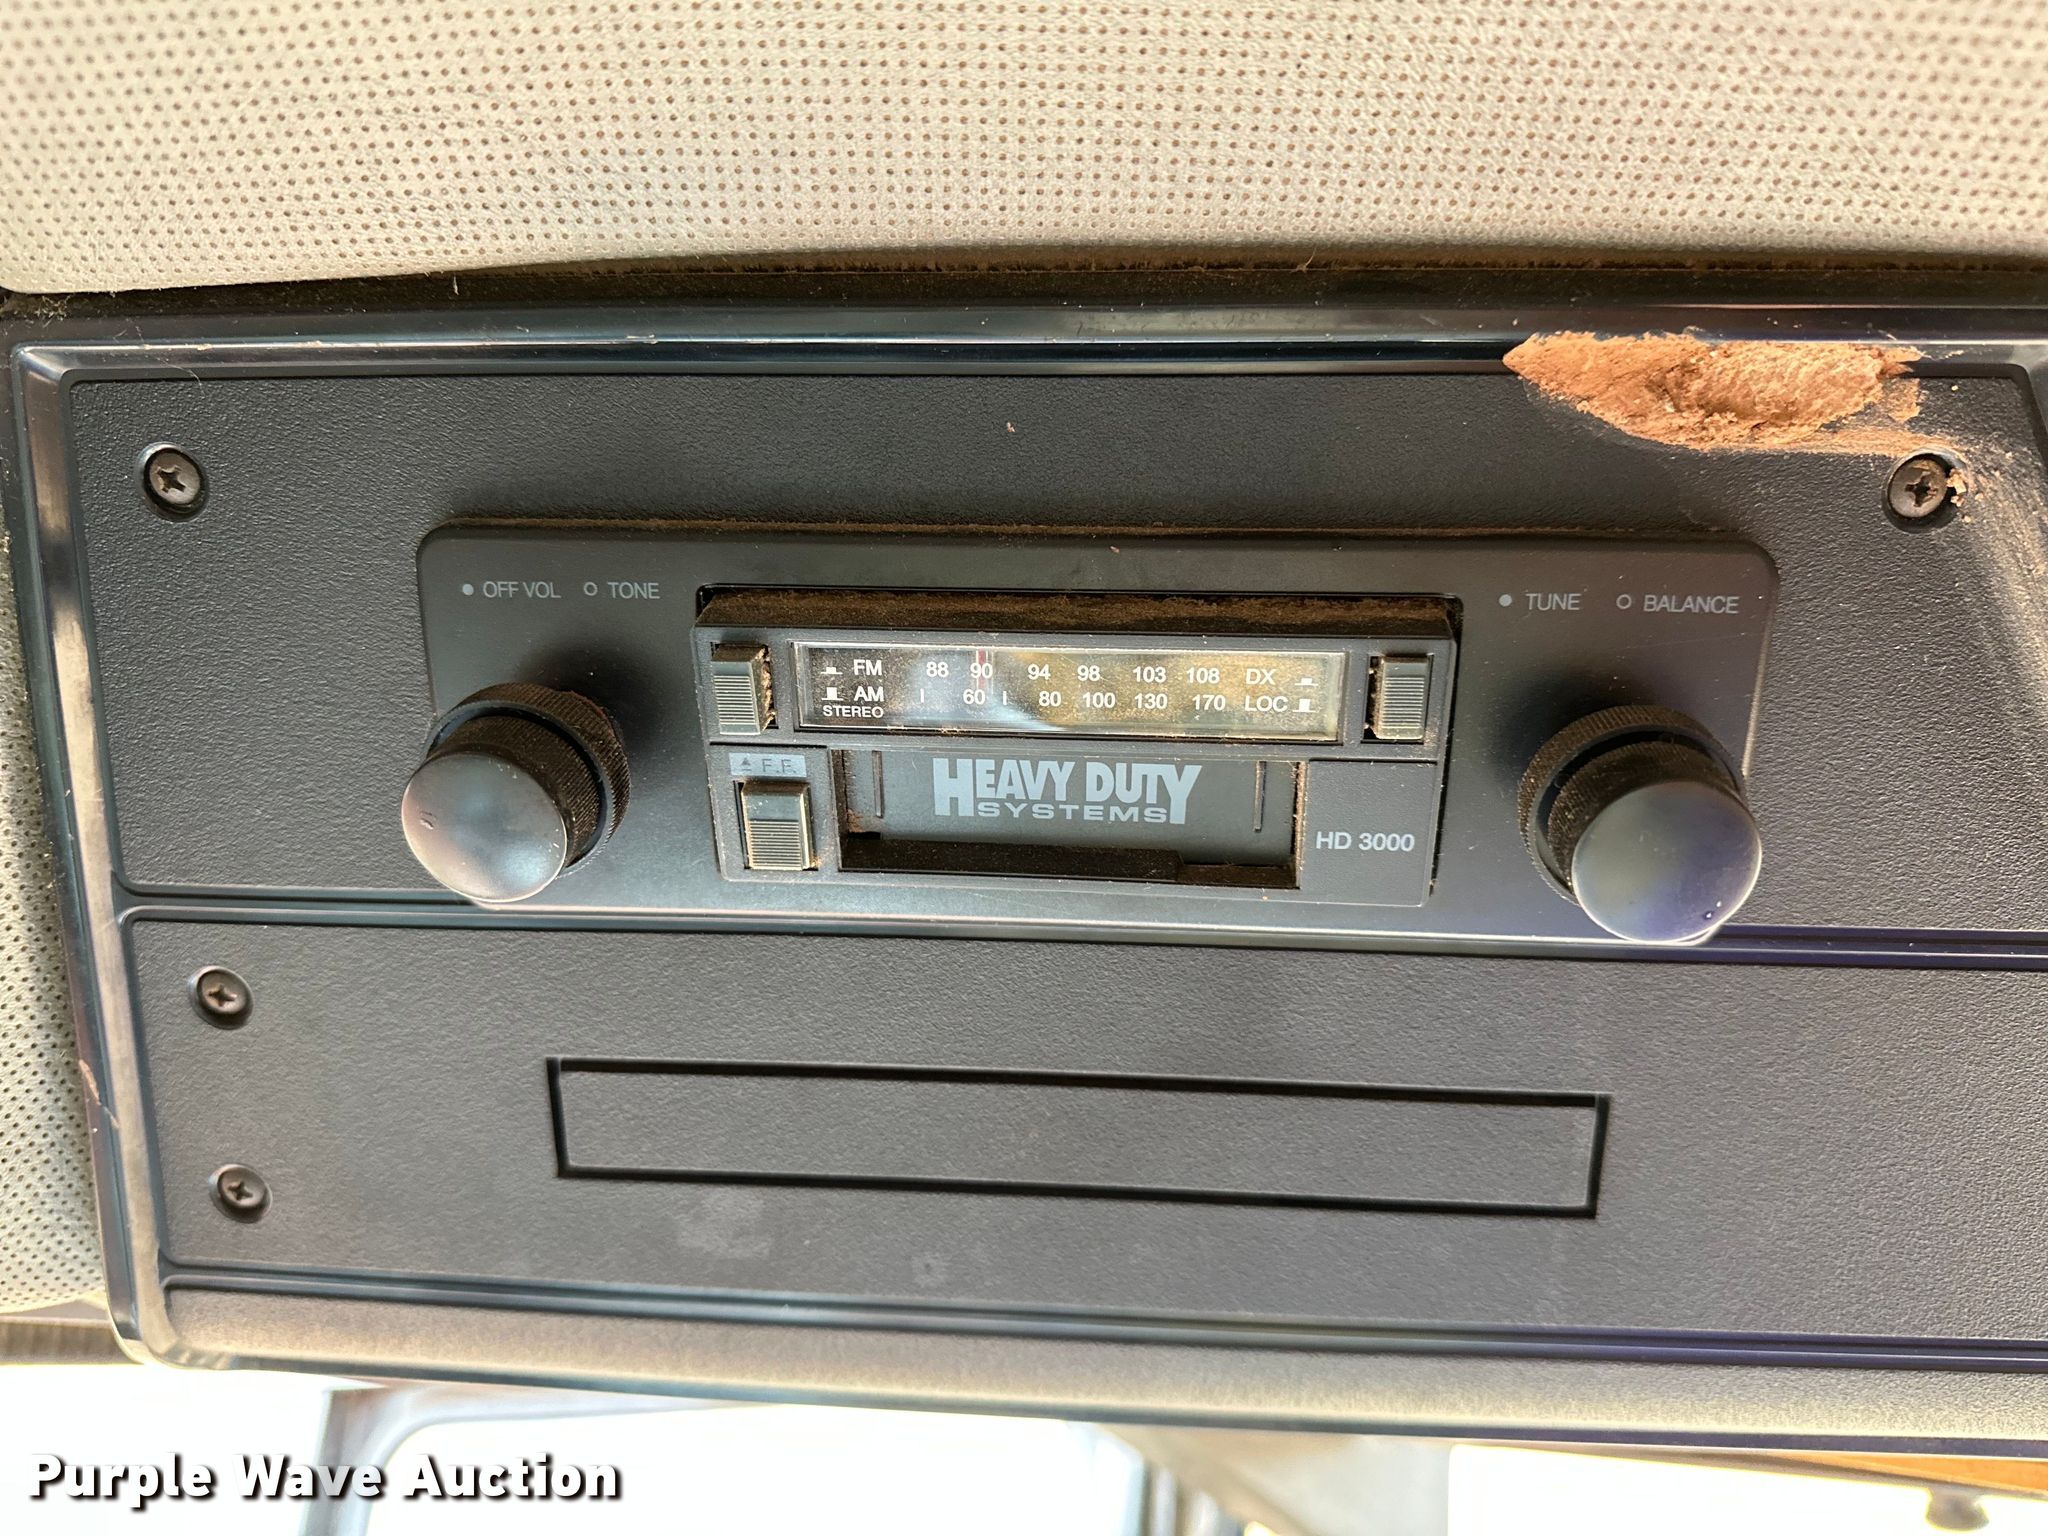 OFF VOL TONE
TUNE BALANCE
FM 88 90 94 98 103 108 DX
AM 60 80 100 130 170 LOC
STEREO
▲ F.F.
HEAVY DUTY
SYSTEMS
HD 3000
Purple Wave Auction